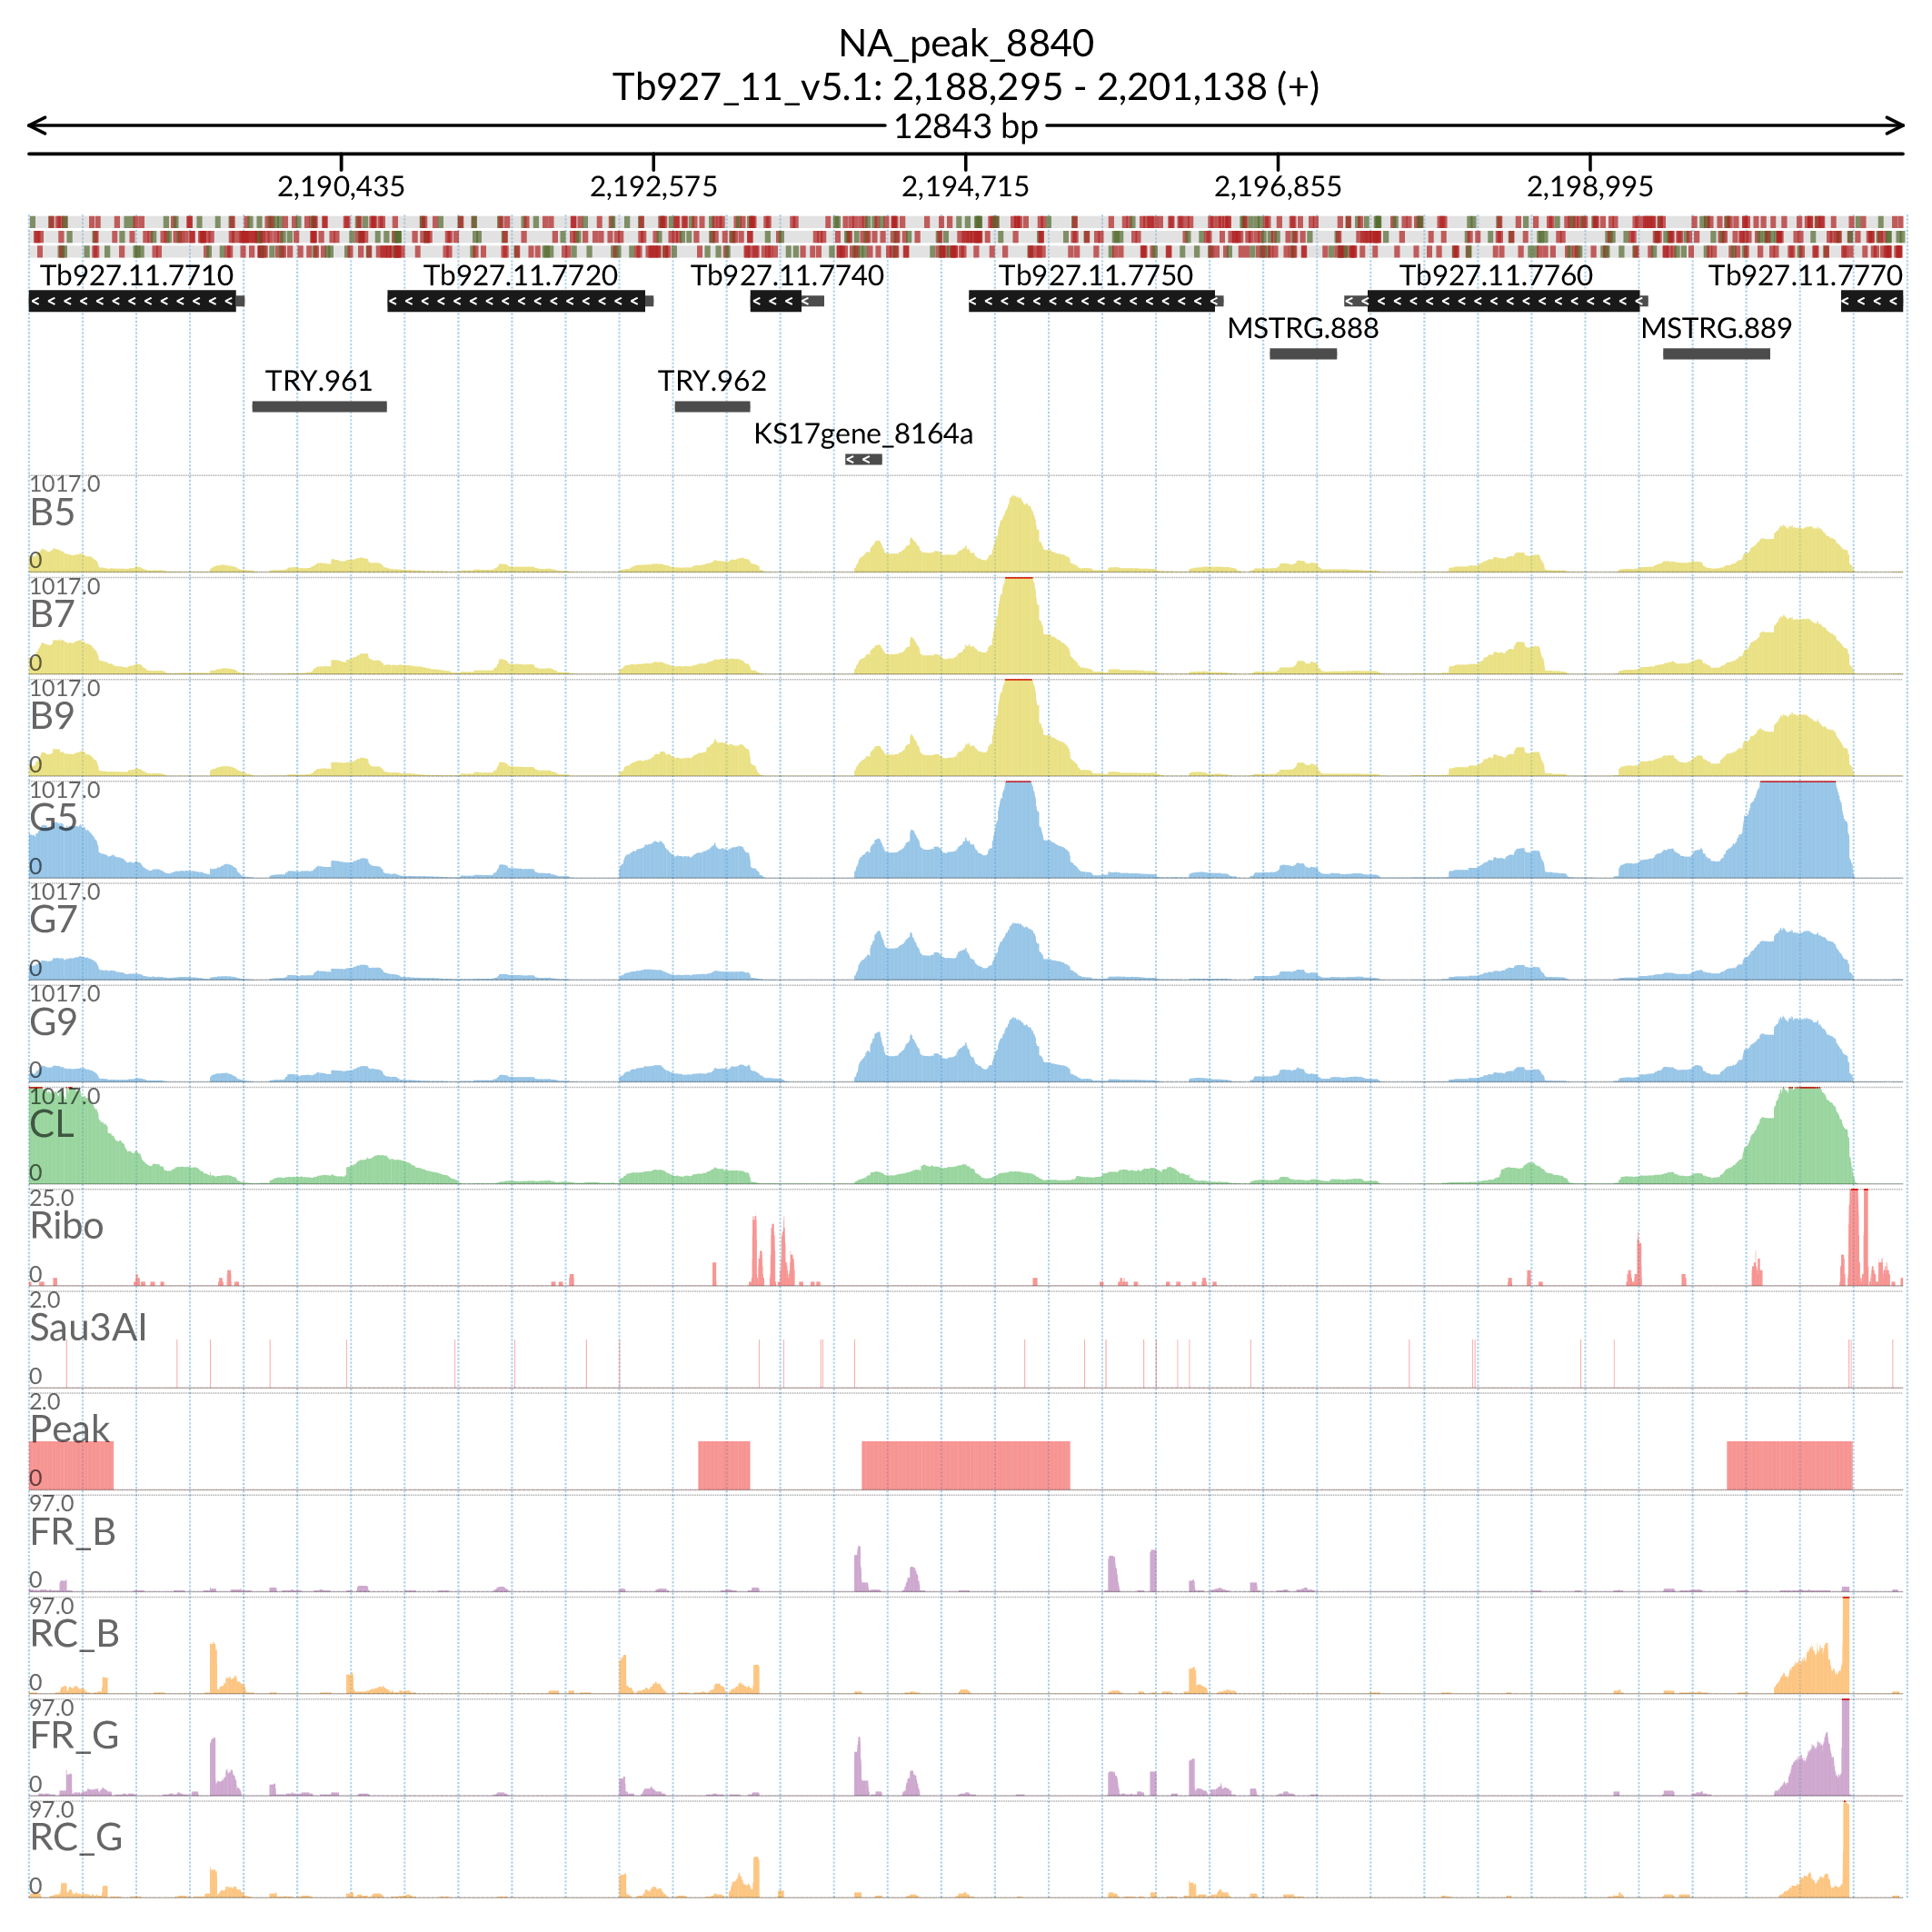 NA_peak_8840
Tb927_11_v5.1: 2,188,295 - 2,201,138 (+)
12843 bp
2,190,435 2,192,575 2,194,715 2,196,855 2,198,995
Tb927.11.7710 Tb927.11.7720 Tb927.11.7740 Tb927.11.7750 Tb927.11.7760 Tb927.11.7770
MSTRG.888 MSTRG.889
TRY.961 TRY.962
KS17gene_8164a
1017.0
B5
0
1017.0
B7
0
1017.0
B9
0
1017.0
G5
0
1017.0
G7
0
1017.0
G9
0
1017.0
CL
0
25.0
Ribo
0
2.0
Sau3AI
0
2.0
Peak
0
97.0
FR_B
0
97.0
RC_B
0
97.0
FR_G
0
97.0
RC_G
0